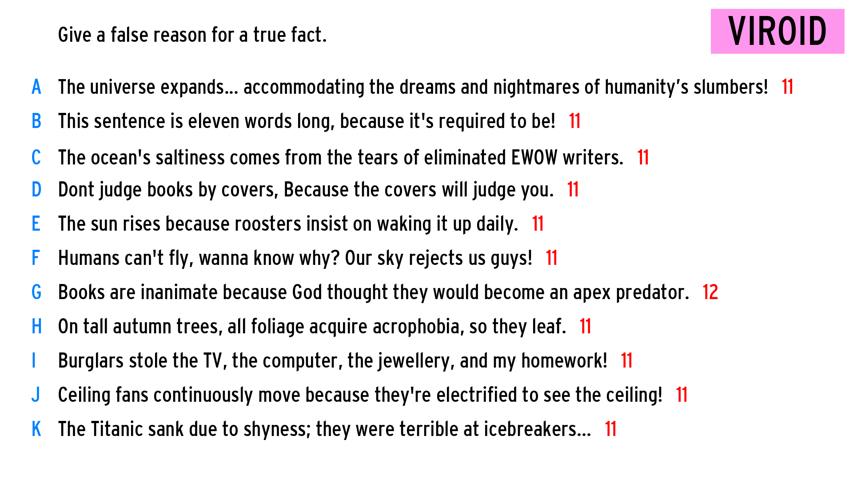 Give a false reason for a true fact.
VIROID
A The universe expands... accommodating the dreams and nightmares of humanity's slumbers! 11
B This sentence is eleven words long, because it's required to be! 11
C The ocean's saltiness comes from the tears of eliminated EWOW writers. 11
D Dont judge books by covers, Because the covers will judge you. 11
E The sun rises because roosters insist on waking it up daily. 11
F Humans can't fly, wanna know why? Our sky rejects us guys! 11
G Books are inanimate because God thought they would become an apex predator. 12
H On tall autumn trees, all foliage acquire acrophobia, so they leaf. 11
I Burglars stole the TV, the computer, the jewellery, and my homework! 11
J Ceiling fans continuously move because they're electrified to see the ceiling! 11
K The Titanic sank due to shyness; they were terrible at icebreakers... 11